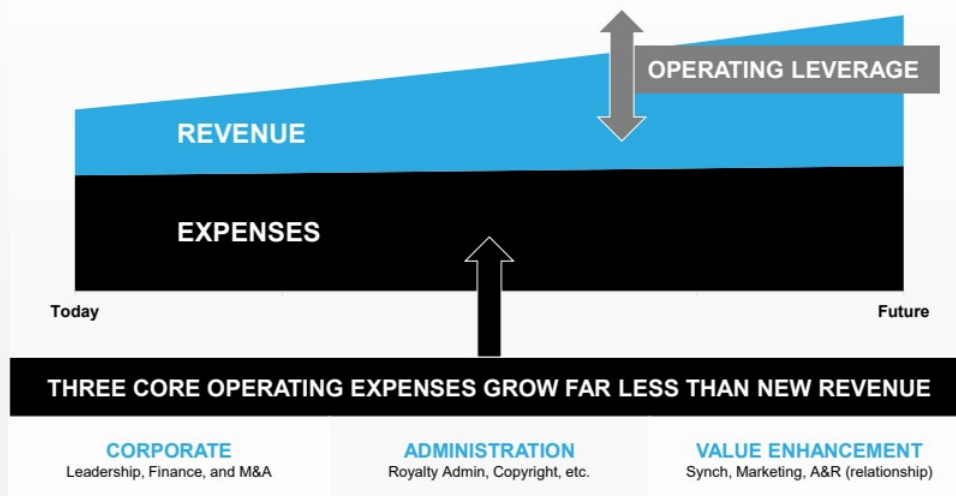 OPERATING LEVERAGE
REVENUE
EXPENSES
Today
Future
THREE CORE OPERATING EXPENSES GROW FAR LESS THAN NEW REVENUE
CORPORATE
Leadership, Finance, and M&A
ADMINISTRATION
Royalty Admin, Copyright, etc.
VALUE ENHANCEMENT
Synch, Marketing, A&R (relationship)